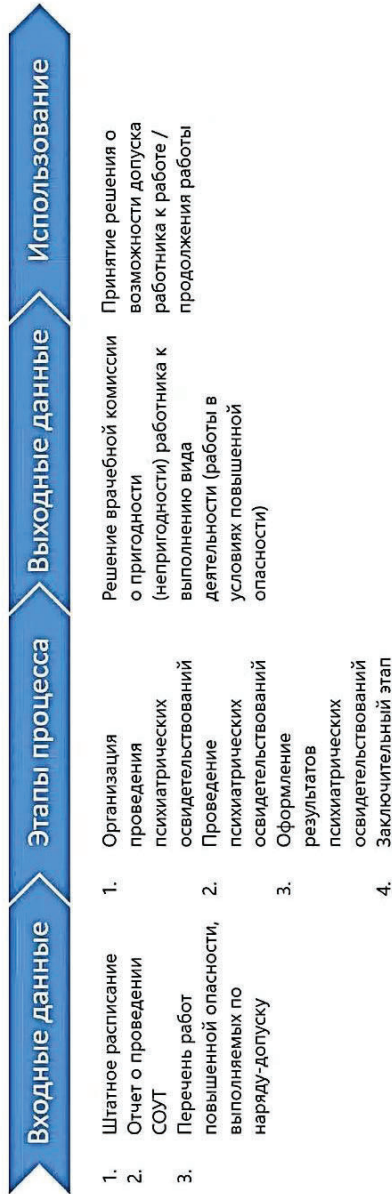 Входные данные
1. Штатное расписание
2. Отчет о проведении
СОУТ
3. Перечень работ
повышенной опасности,
выполняемых по
наряду-допуску
Этапы процесса
1. Организация
проведения
психиатрических
освидетельствований
2. Проведение
психиатрических
освидетельствований
3. Оформление
результатов
психиатрических
освидетельствований
4. Заключительный этап
Выходные данные
Решение врачебной комиссии
о пригодности
(непригодности) работника к
выполнению вида
деятельности (работы в
условиях повышенной
опасности)
Использование
Принятие решения о
возможности допуска
работника к работе /
продолжения работы